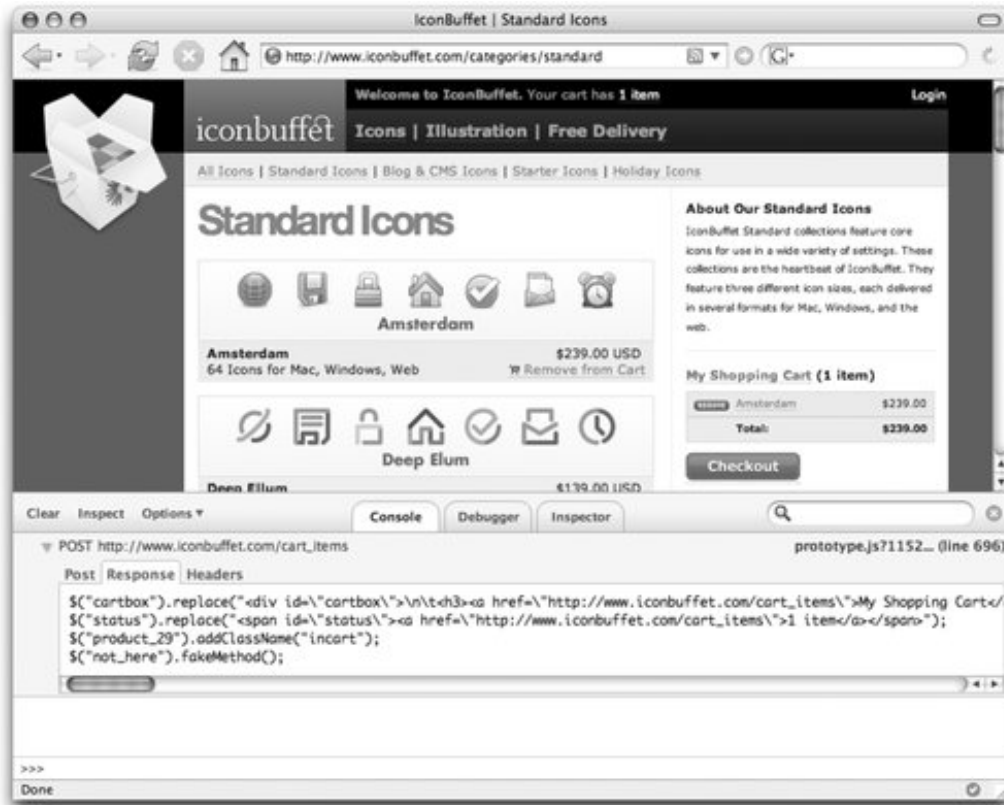 IconBuffet | Standard Icons
http://www.iconbuffet.com/categories/standard
G
Welcome to IconBuffet. Your cart has 1 item
Login
iconbuffet
Icons | Illustration | Free Delivery
All Icons | Standard Icons | Blog & CMS Icons | Starter Icons | Holiday Icons
Standard Icons
Amsterdam
Amsterdam
$239.00 USD
64 Icons for Mac, Windows, Web
Remove from Cart
Deep Elum
Deep Ellum
$139.00 USD
About Our Standard Icons
IconBuffet Standard collections feature core
icons for use in a wide variety of settings. These
collections are the heartbeat of IconBuffet. They
feature three different icon sizes, each delivered
in several formats for Mac, Windows, and the
web.
My Shopping Cart (1 item)
Amsterdam
$239.00
Total:
$239.00
Checkout
Clear Inspect Options
Console Debugger Inspector
POST http://www.iconbuffet.com/cart_items
prototype.js?1152... (line 696)
Post Response Headers
$("cartbox").replace("<div id=\"cartbox\">\n\t<h3><a href=\"http://www.iconbuffet.com/cart_items\">My Shopping Cart</
$("status").replace("<span id=\"status\"><a href=\"http://www.iconbuffet.com/cart_items\">1 item</a></span>");
$("product_29").addClassName("incart");
$("not_here").fakeMethod();
>>>
Done